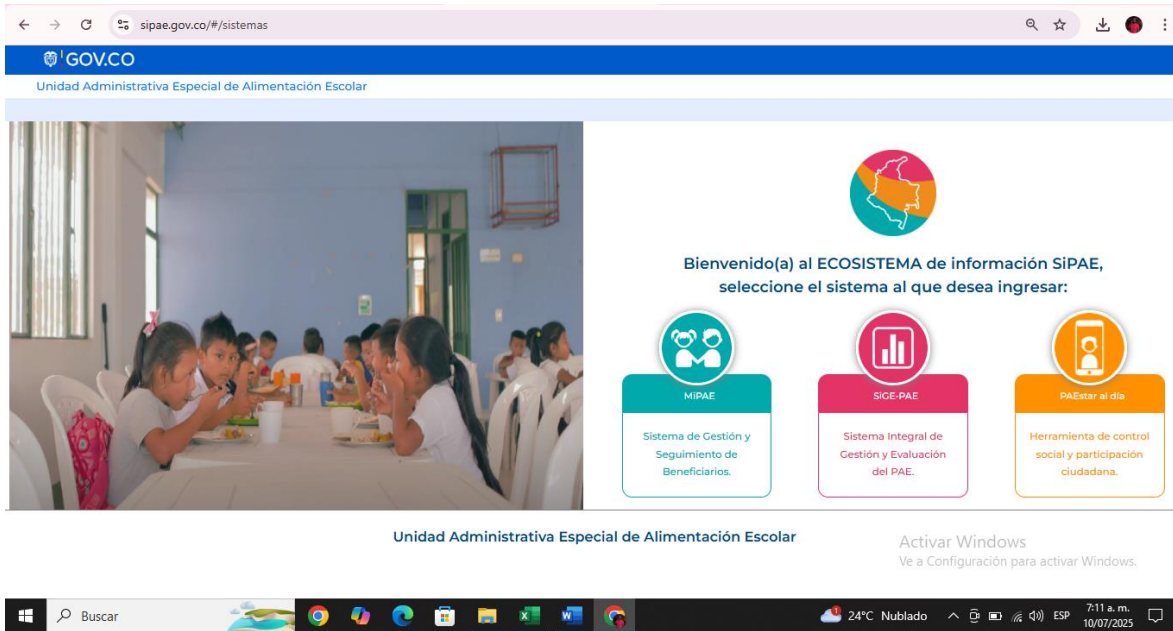 sipae.gov.co/#/sistemas
GOV.CO
Unidad Administrativa Especial de Alimentación Escolar
Bienvenido(a) al ECOSISTEMA de información SiPAE,
seleccione el sistema al que desea ingresar:
MiPAE
Sistema de Gestión y
Seguimiento de
Beneficiarios.
SiGE-PAE
Sistema Integral de
Gestión y Evaluación
del PAE.
PAEstar al día
Herramienta de control
social y participación
ciudadana.
Unidad Administrativa Especial de Alimentación Escolar
Activar Windows
Ve a Configuración para activar Windows.
Buscar
24°C Nublado
ESP
7:11 a. m.
10/07/2025